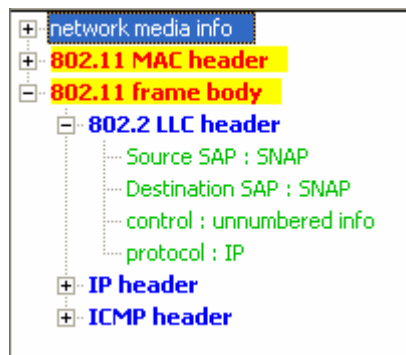 network media info
802.11 MAC header
802.11 frame body
802.2 LLC header
Source SAP : SNAP
Destination SAP : SNAP
control : unnumbered info
protocol : IP
IP header
ICMP header